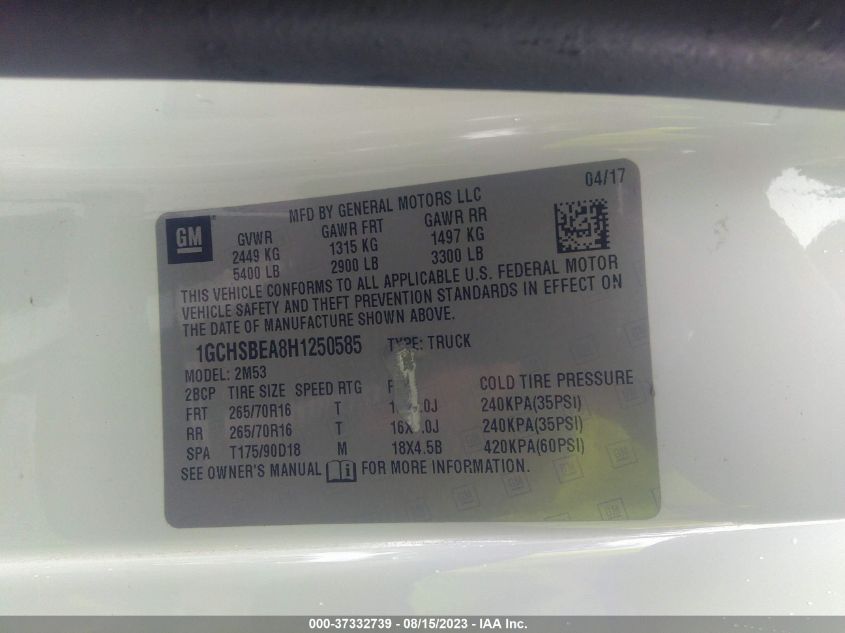 04/17
MFD BY GENERAL MOTORS LLC
GM
GVWR GAWR FRT GAWR RR
2449 KG 1315 KG 1497 KG
5400 LB 2900 LB 3300 LB
THIS VEHICLE CONFORMS TO ALL APPLICABLE U.S. FEDERAL MOTOR
VEHICLE SAFETY AND THEFT PREVENTION STANDARDS IN EFFECT ON
THE DATE OF MANUFACTURE SHOWN ABOVE.
1GCHSBEA8H1250585 TYPE: TRUCK
MODEL: 2M53
2BCP TIRE SIZE SPEED RTG COLD TIRE PRESSURE
FRT 265/70R16 T 240KPA(35PSI)
RR 265/70R16 T 240KPA(35PSI)
SPA T175/90D18 M 18X4.5B 420KPA(60PSI)
SEE OWNER'S MANUAL FOR MORE INFORMATION.
000-37332739 - 08/15/2023 - IAA Inc.